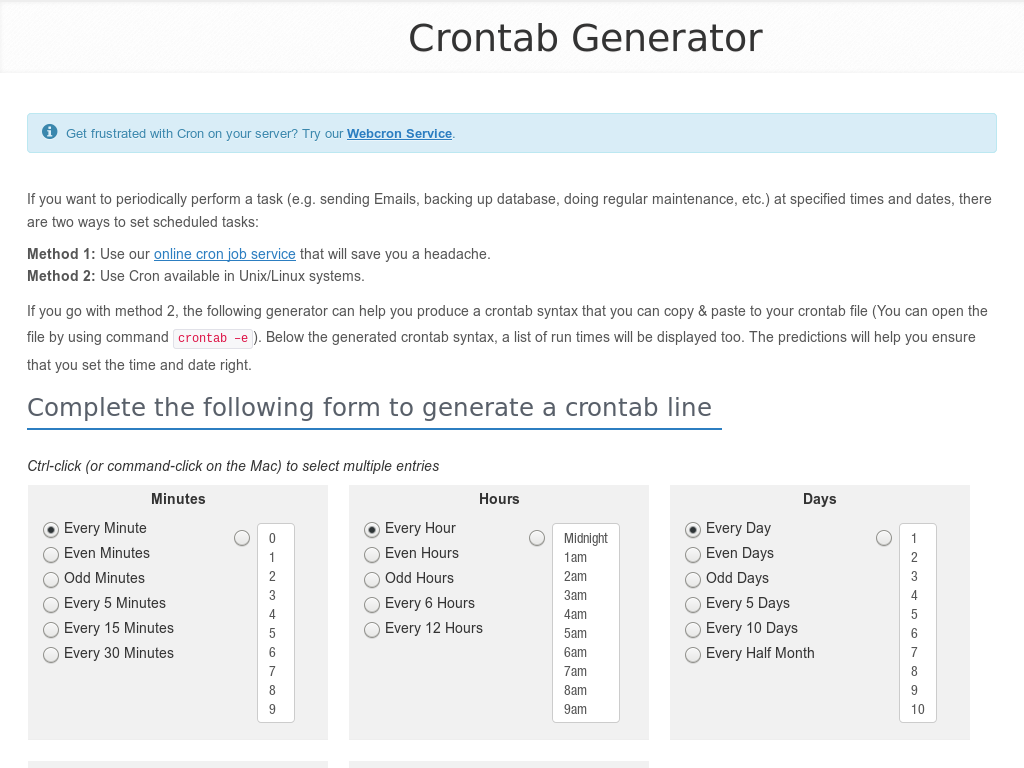 Crontab Generator
Get frustrated with Cron on your server? Try our Webcron Service.
If you want to periodically perform a task (e.g. sending Emails, backing up database, doing regular maintenance, etc.) at specified times and dates, there
are two ways to set scheduled tasks:
Method 1: Use our online cron job service that will save you a headache.
Method 2: Use Cron available in Unix/Linux systems.
If you go with method 2, the following generator can help you produce a crontab syntax that you can copy & paste to your crontab file (You can open the
file by using command crontab -e). Below the generated crontab syntax, a list of run times will be displayed too. The predictions will help you ensure
that you set the time and date right.
Complete the following form to generate a crontab line
Ctrl-click (or command-click on the Mac) to select multiple entries
Minutes
Every Minute
Even Minutes
Odd Minutes
Every 5 Minutes
Every 15 Minutes
Every 30 Minutes
0
1
2
3
4
5
6
7
8
9
Hours
Every Hour
Even Hours
Odd Hours
Every 6 Hours
Every 12 Hours
Midnight
1am
2am
3am
4am
5am
6am
7am
8am
9am
Days
Every Day
Even Days
Odd Days
Every 5 Days
Every 10 Days
Every Half Month
1
2
3
4
5
6
7
8
9
10